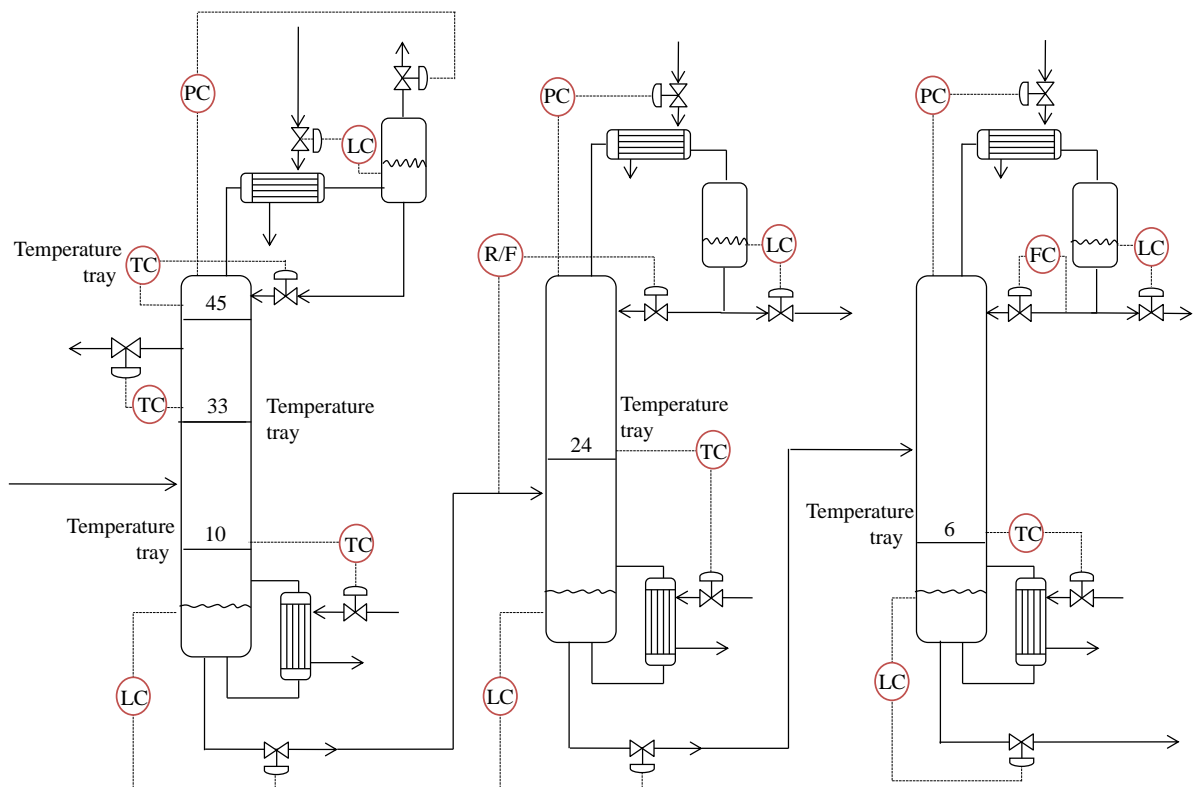 PC
LC
Temperature
tray
TC
45
TC
33
Temperature
tray
Temperature
tray
10
TC
LC
PC
R/F
LC
Temperature
tray
24
TC
LC
PC
FC
LC
Temperature
tray
6
TC
LC